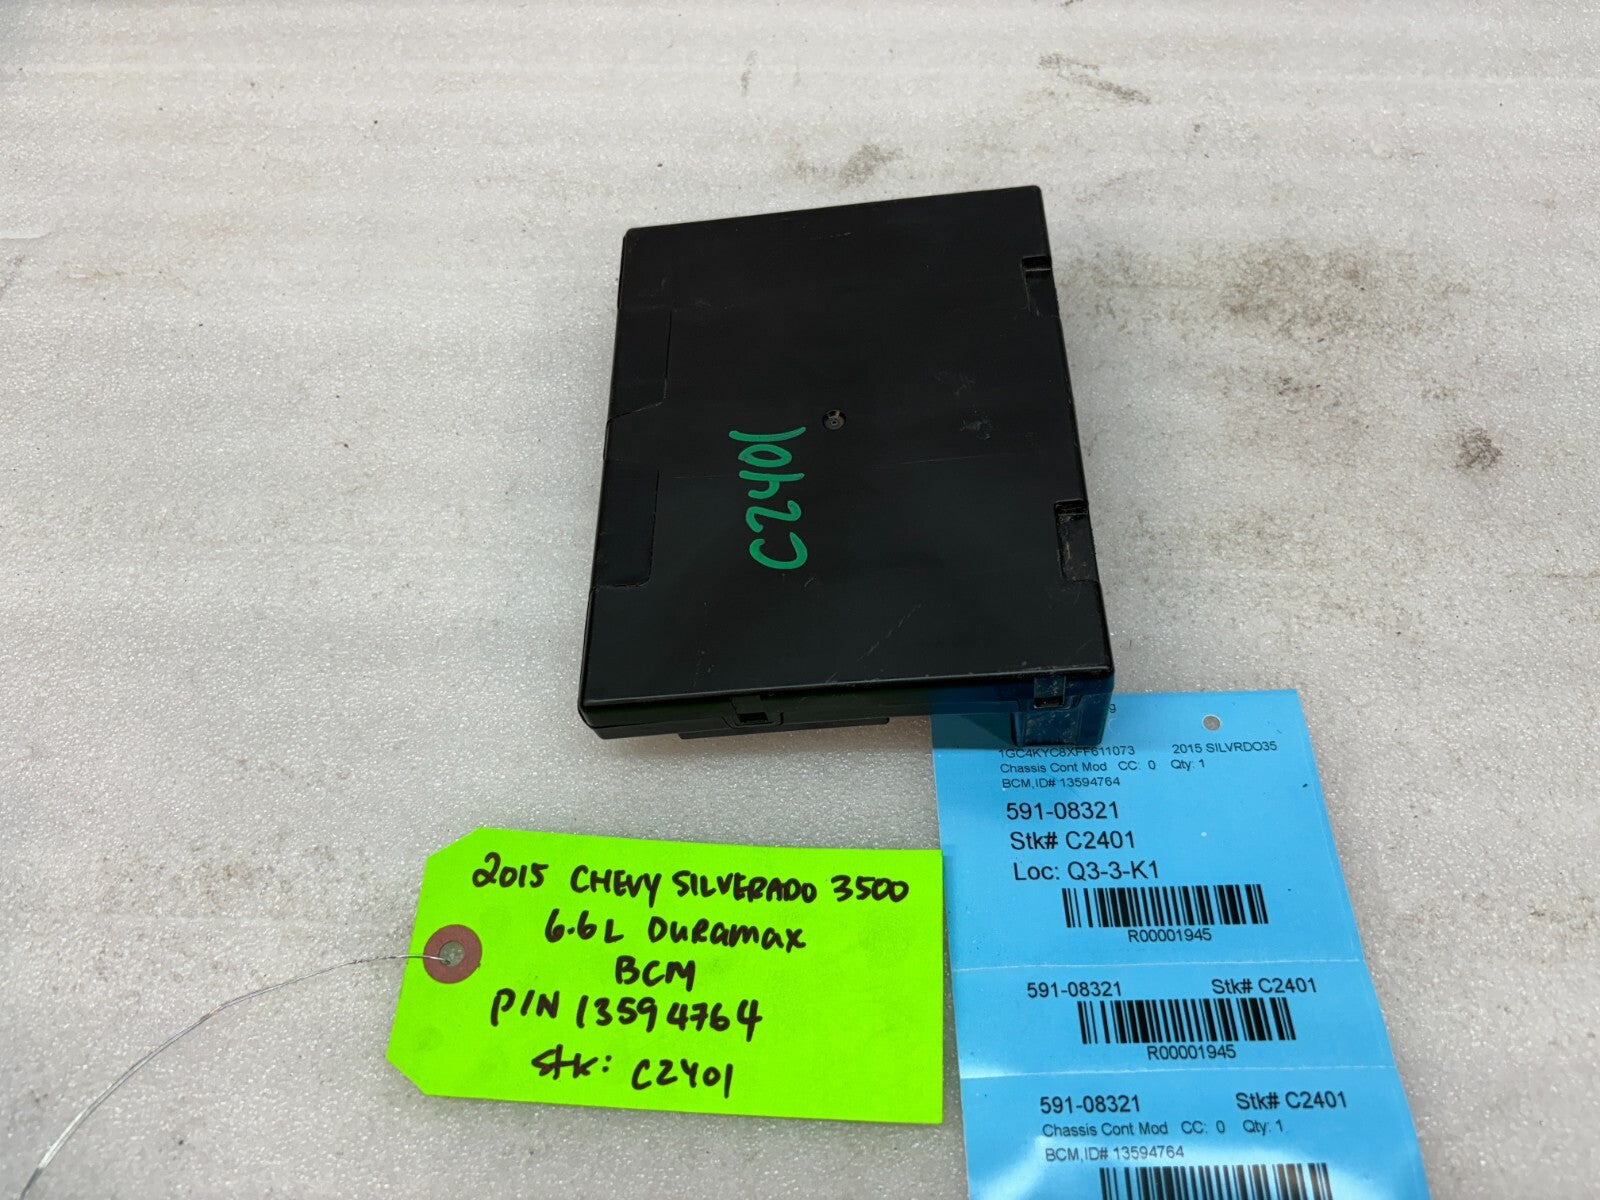 C2401
2015 CHEVY SILVERADO 3500
6.6L DURAMAX
BCM
P/N 13594764
Stk: C2401
1GC4KYC8XFF611073 2015 SILVRDO35
Chassis Cont Mod CC: 0 Qty: 1
BCM,ID# 13594764
591-08321
Stk# C2401
Loc: Q3-3-K1
R00001945
591-08321 Stk# C2401
R00001945
591-08321 Stk# C2401
Chassis Cont Mod CC: 0 Qty: 1
BCM,ID# 13594764